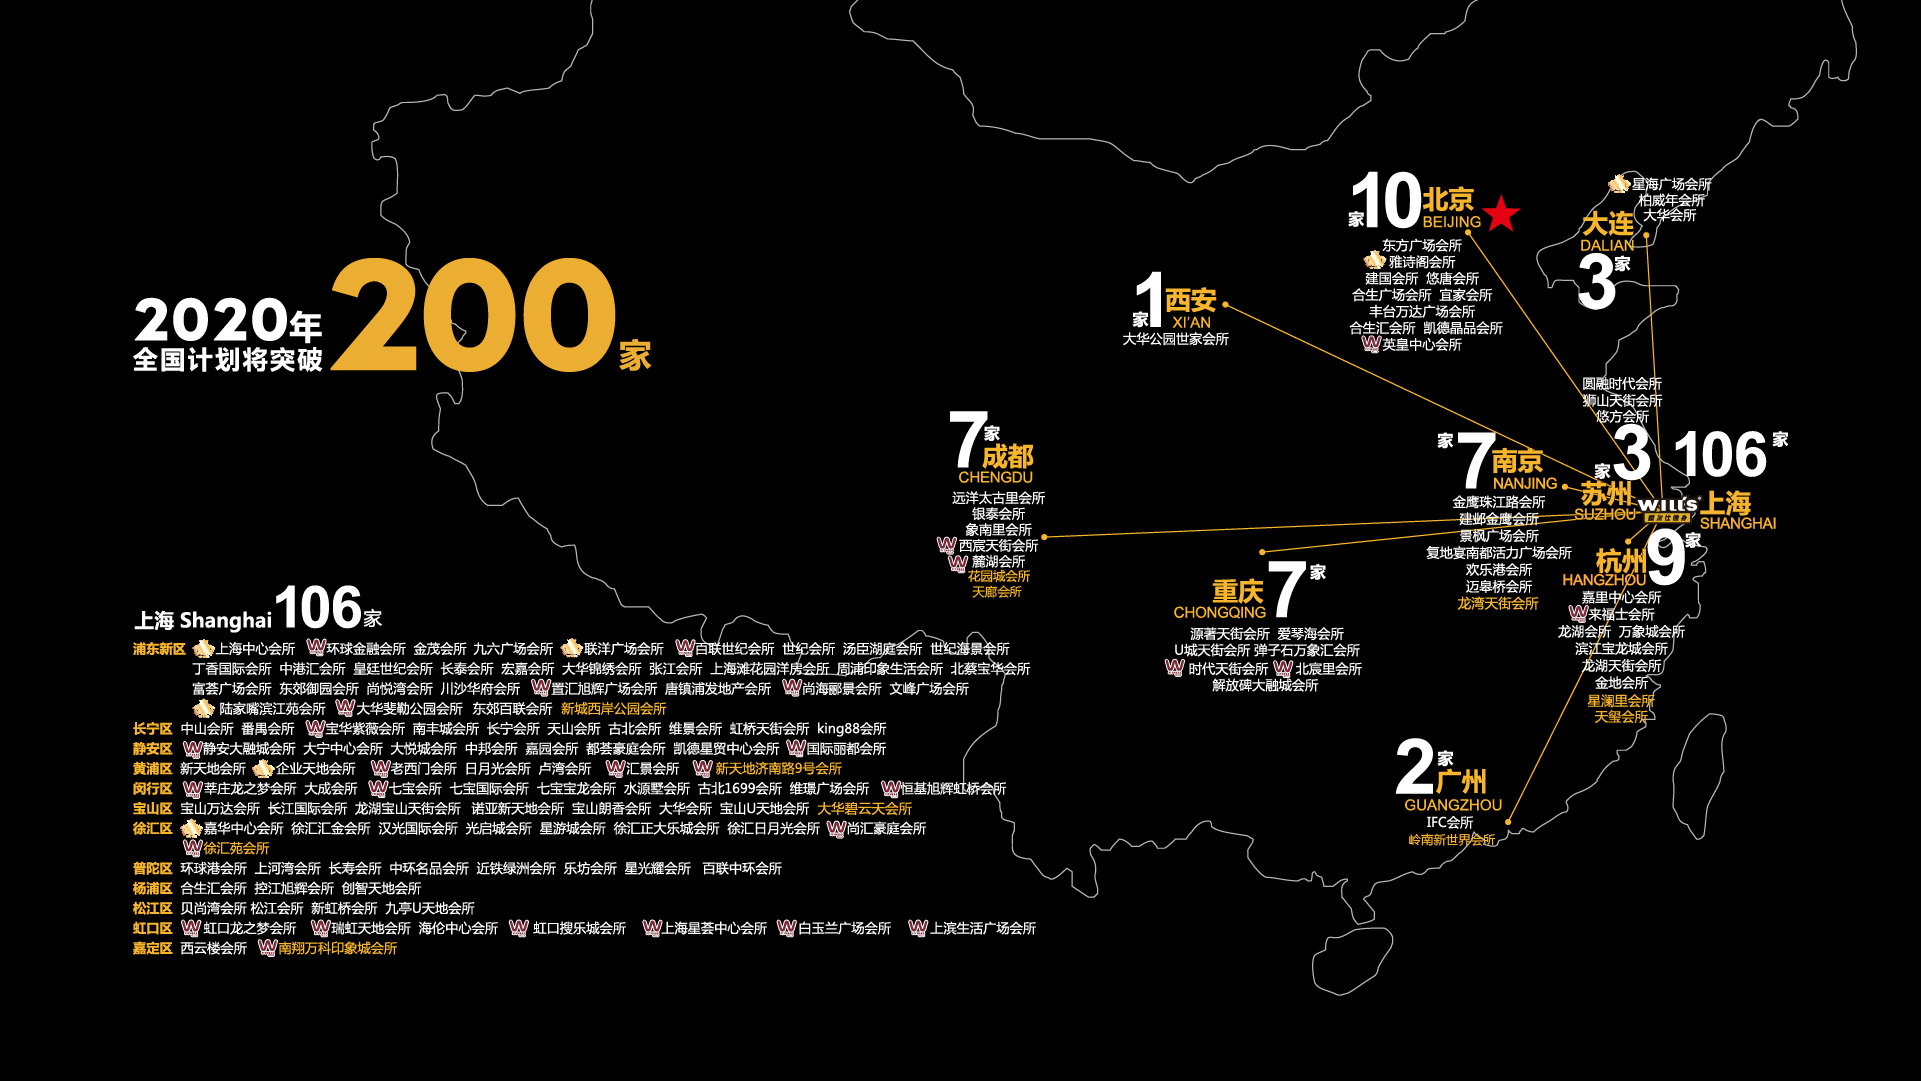 2020年
全国计划将突破 200家
10家 北京
BEIJING
东方广场会所
雅诗阁会所
建国会所 悠唐会所
合生广场会所 宜家会所
丰台万达广场会所
合生汇会所 凯德晶品会所
英皇中心会所
星海广场会所
柏威年会所
大华会所
大连
DALIAN
3家
1家 西安
XI'AN
大华公园世家会所
7家
成都
CHENGDU
远洋太古里会所
银泰会所
象南里会所
西宸天街会所
麓湖会所
花园城会所
天廊会所
重庆 7家
CHONGQING
源著天街会所 爱琴海会所
U城天街会所 弹子石万象汇会所
时代天街会所 北宸里会所
解放碑大融城会所
家7 南京
NANJING
金鹰珠江路会所
建邺金鹰会所
景枫广场会所
复地宴南都活力广场会所
欢乐港会所
迈皋桥会所
龙湾天街会所
圆融时代会所
狮山天街会所
悠方会所
家3
苏州
SUZHOU
106家
WILL'S 上海
SHANGHAI
杭州 9家
HANGZHOU
嘉里中心会所
来福士会所
龙湖会所 万象城会所
滨江宝龙城会所
龙湖天街会所
金地会所
星澜里会所
天玺会所
2家
广州
GUANGZHOU
IFC会所
岭南新世界会所
上海 Shanghai 106家
浦东新区 上海中心会所 环球金融会所 金茂会所 九六广场会所 联洋广场会所 百联世纪会所 世纪会所 汤臣湖庭会所 世纪海景会所
丁香国际会所 中港汇会所 皇廷世纪会所 长泰会所 宏嘉会所 大华锦绣会所 张江会所 上海滩花园洋房会所 周浦印象生活会所 北蔡宝华会所
富荟广场会所 东郊御园会所 尚悦湾会所 川沙华府会所 置汇旭辉广场会所 唐镇浦发地产会所 尚海郦景会所 文峰广场会所
陆家嘴滨江苑会所 大华斐勒公园会所 东郊百联会所 新城西岸公园会所
长宁区 中山会所 番禺会所 宝华紫薇会所 南丰城会所 长宁会所 天山会所 古北会所 维景会所 虹桥天街会所 king88会所
静安区 静安大融城会所 大宁中心会所 大悦城会所 中邦会所 嘉园会所 都荟豪庭会所 凯德星贸中心会所 国际丽都会所
黄浦区 新天地会所 企业天地会所 老西门会所 日月光会所 卢湾会所 汇景会所 新天地济南路9号会所
闵行区 莘庄龙之梦会所 大成会所 七宝会所 七宝国际会所 七宝宝龙会所 水源墅会所 古北1699会所 维璟广场会所 恒基旭辉虹桥会所
宝山区 宝山万达会所 长江国际会所 龙湖宝山天街会所 诺亚新天地会所 宝山朗香会所 大华会所 宝山U天地会所 大华碧云天会所
徐汇区 嘉华中心会所 徐汇汇金会所 汉光国际会所 光启城会所 星游城会所 徐汇正大乐城会所 徐汇日月光会所 尚汇豪庭会所
徐汇苑会所
普陀区 环球港会所 上河湾会所 长寿会所 中环名品会所 近铁绿洲会所 乐坊会所 星光耀会所 百联中环会所
杨浦区 合生汇会所 控江旭辉会所 创智天地会所
松江区 贝尚湾会所 松江会所 新虹桥会所 九亭U天地会所
虹口区 虹口龙之梦会所 瑞虹天地会所 海伦中心会所 虹口搜乐城会所 上海星荟中心会所 白玉兰广场会所 上滨生活广场会所
嘉定区 西云楼会所 南翔万科印象城会所